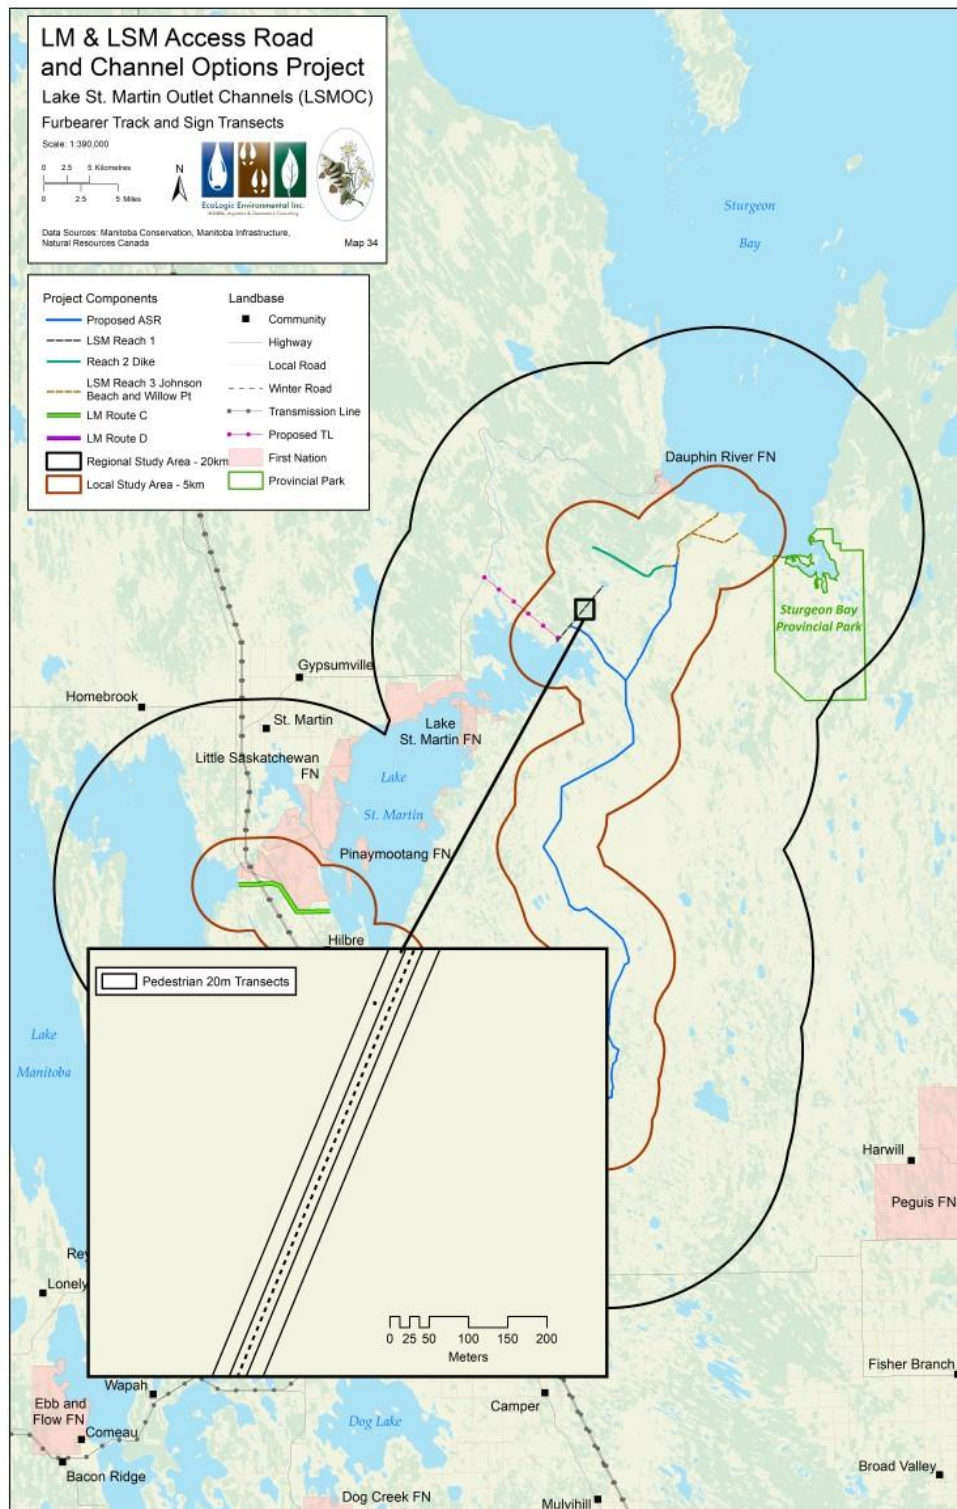 LM & LSM Access Road
and Channel Options Project
Lake St. Martin Outlet Channels (LSMOC)
Furbearer Track and Sign Transects
Scale: 1:390,000
0 2.5 5 Kilometres
0 2.5 5 Miles
N
EcoLogic Environmental Inc.
Data Sources: Manitoba Conservation, Manitoba Infrastructure,
Natural Resources Canada
Map 34
Project Components
Proposed ASR
LSM Reach 1
Reach 2 Dike
LSM Reach 3 Johnson
Beach and Willow Pt
LM Route C
LM Route D
Regional Study Area - 20km
Local Study Area - 5km
Landbase
Community
Highway
Local Road
Winter Road
Transmission Line
Proposed TL
First Nation
Provincial Park
Sturgeon
Bay
Dauphin River FN
Sturgeon Bay
Provincial Park
Gypsumville
Homebrook
St. Martin
Lake
St. Martin FN
Little Saskatchewan
FN
Lake
St. Martin
Pinaymootang FN
Hilbre
Pedestrian 20m Transects
Lake
Manitoba
Harwill
Peguis FN
Rey
Lonely
0 25 50 100 150 200
Meters
Fisher Branch
Wapah
Ebb and
Flow FN
Comeau
Bacon Ridge
Dog Lake
Camper
Broad Valley
Dog Creek FN
Mulvihill